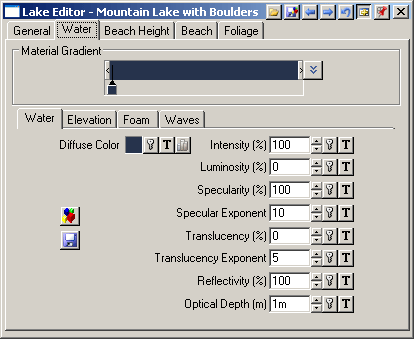 Lake Editor - Mountain Lake with Boulders
General Water Beach Height Beach Foliage
Material Gradient
Water Elevation Foam Waves
Diffuse Color T Intensity (%) 100 T
Luminosity (%) 0 T
Specularity (%) 100 T
Specular Exponent 10 T
Translucency (%) 0 T
Translucency Exponent 5 T
Reflectivity (%) 100 T
Optical Depth (m) 1m T